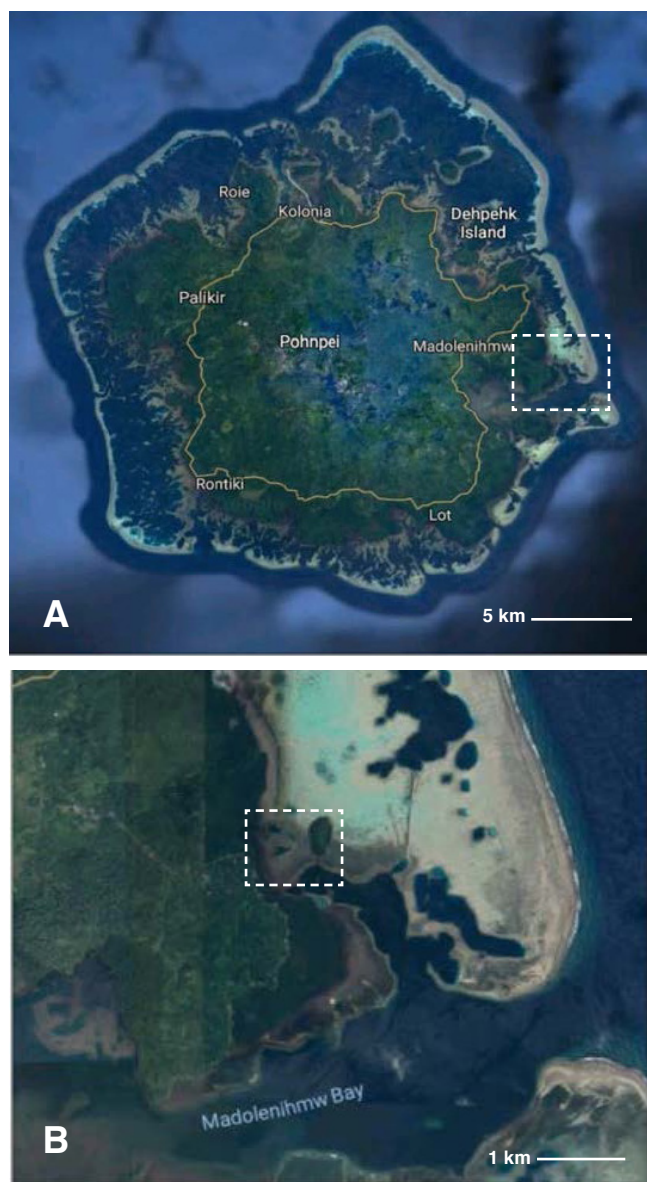 Roie
Kolonia
Dehpehk
Island
Palikir
Pohnpei
Madolenihmw
Rontiki
Lot
A
5 km
Madolenihmw Bay
B
1 km